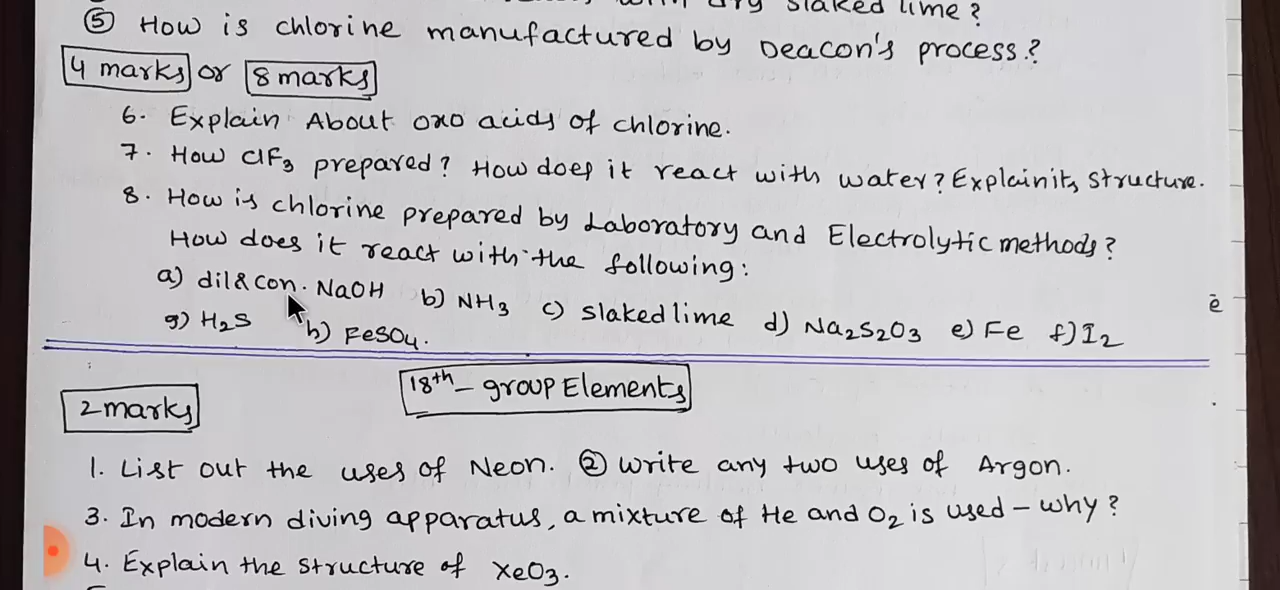 slaked lime?
⑤ How is chlorine manufactured by Deacon's process?
4 marks or 8 marks
6. Explain About oxo acids of chlorine.
7. How ClF3 prepared? How does it react with water? Explain its structure.
8. How is chlorine prepared by Laboratory and Electrolytic methods?
How does it react with the following:
a) dil & con. NaOH b) NH3 c) slaked lime d) Na2S2O3 e) Fe f) I2
g) H2S h) FeSO4.
ē
18th - group Elements
2 marks
1. List out the uses of Neon. ② write any two uses of Argon.
3. In modern diving apparatus, a mixture of He and O2 is used - why?
4. Explain the structure of XeO3.